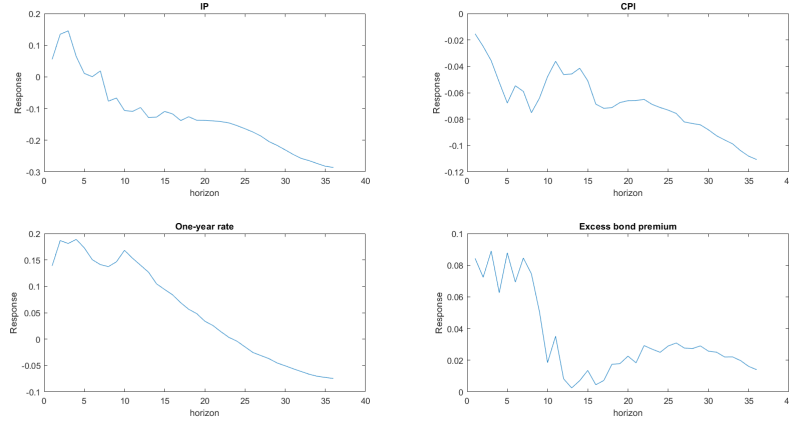 IP
0.2
0.1
0
-0.1
-0.2
-0.3
Response
0 5 10 15 20 25 30 35 40
horizon
CPI
0
-0.02
-0.04
-0.06
-0.08
-0.1
-0.12
Response
0 5 10 15 20 25 30 35 4
horizon
One-year rate
0.2
0.15
0.1
0.05
0
-0.05
-0.1
Response
0 5 10 15 20 25 30 35 40
horizon
Excess bond premium
0.1
0.08
0.06
0.04
0.02
0
Response
0 5 10 15 20 25 30 35 4
horizon